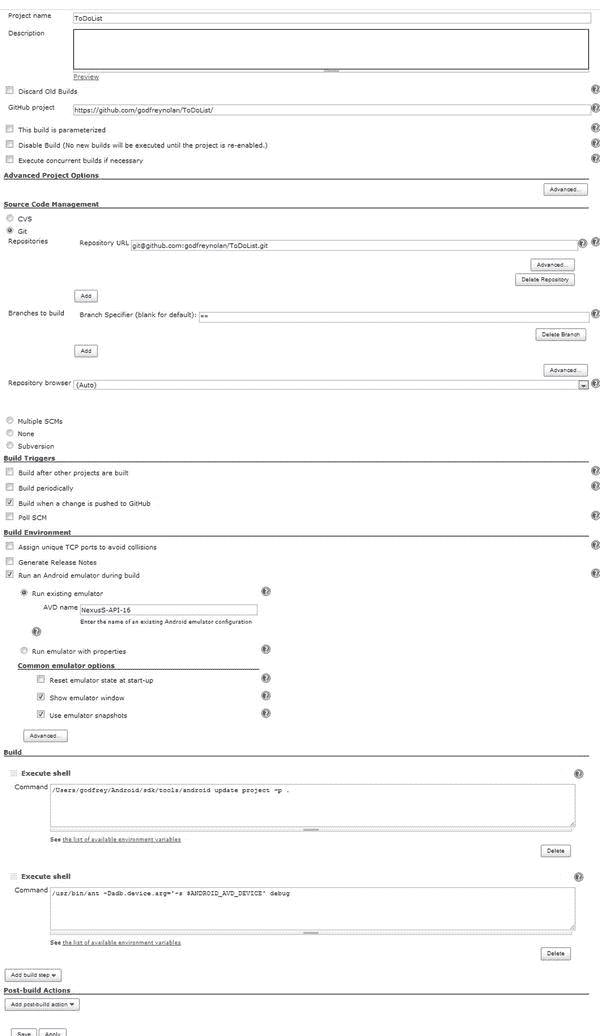 Project name ToDoList
Description
Preview
Discard Old Builds
GitHub project https://github.com/godfreynolan/ToDoList/
This build is parameterized
Disable Build (No new builds will be executed until the project is re-enabled.)
Execute concurrent builds if necessary
Advanced Project Options
Advanced...
Source Code Management
CVS
Git
Repositories Repository URL git@github.com:godfreynolan/ToDoList.git
Advanced...
Delete Repository
Add
Branches to build Branch Specifier (blank for default): **
Delete Branch
Add
Advanced...
Repository browser (Auto)
Multiple SCMs
None
Subversion
Build Triggers
Build after other projects are built
Build periodically
Build when a change is pushed to GitHub
Poll SCM
Build Environment
Assign unique TCP ports to avoid collisions
Generate Release Notes
Run an Android emulator during build
Run existing emulator
AVD name NexusS-API-16
Enter the name of an existing Android emulator configuration
Run emulator with properties
Common emulator options
Reset emulator state at start-up
Show emulator window
Use emulator snapshots
Advanced...
Build
Execute shell
Command /Users/godfrey/Android/sdk/tools/android update project -p .
See the list of available environment variables
Delete
Execute shell
Command /usr/bin/ant -Dadb.device.arg="-s $ANDROID_AVD_DEVICE" debug
See the list of available environment variables
Delete
Add build step
Post-build Actions
Add post-build action
Save Apply